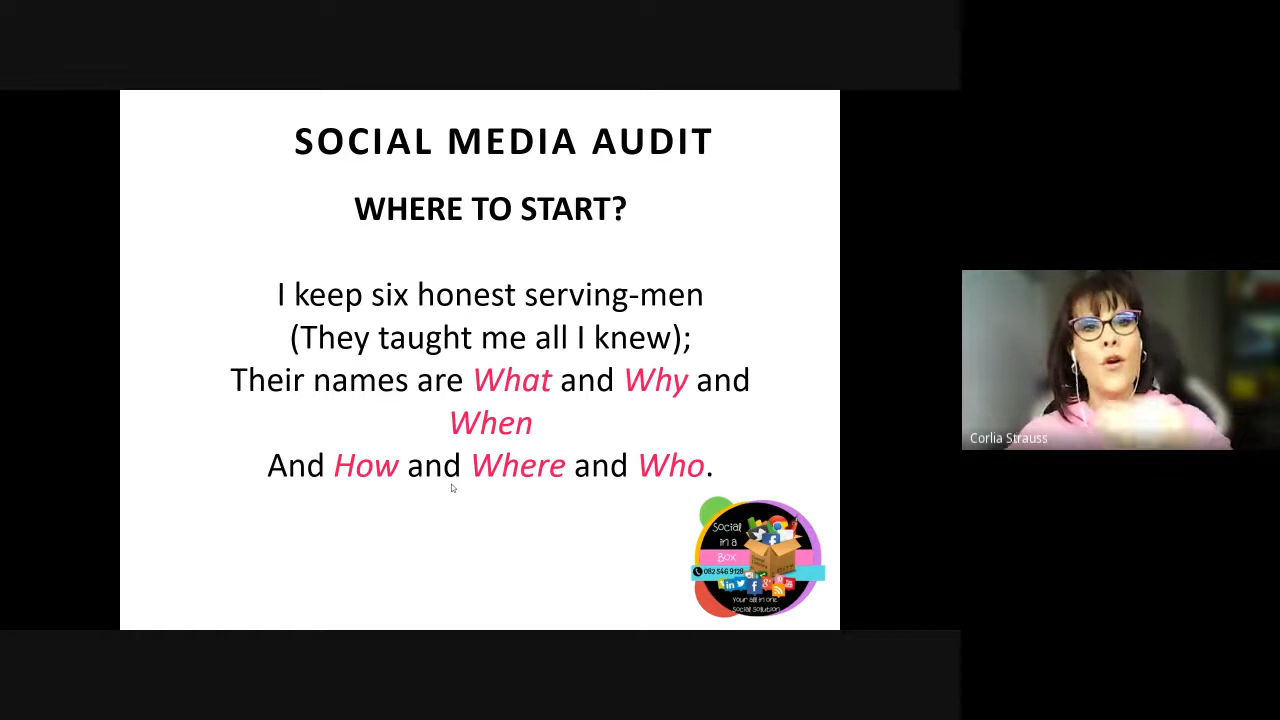 SOCIAL MEDIA AUDIT
WHERE TO START?
I keep six honest serving-men
(They taught me all I knew);
Their names are What and Why and
When
And How and Where and Who.
Social
in a
Box
082 546 9128
Your all in one
Social Solution
Corlia Strauss